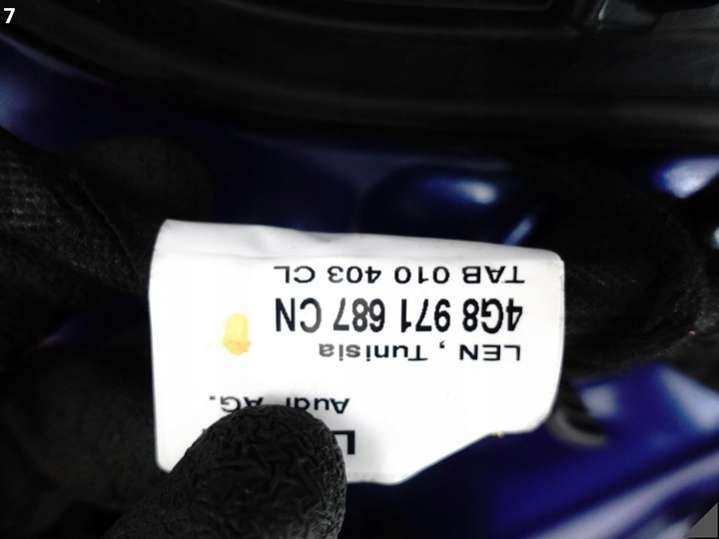 7
Audi AG.
LEN, Tunisia
4G8 971 687 CN
TAB 010 403 CL